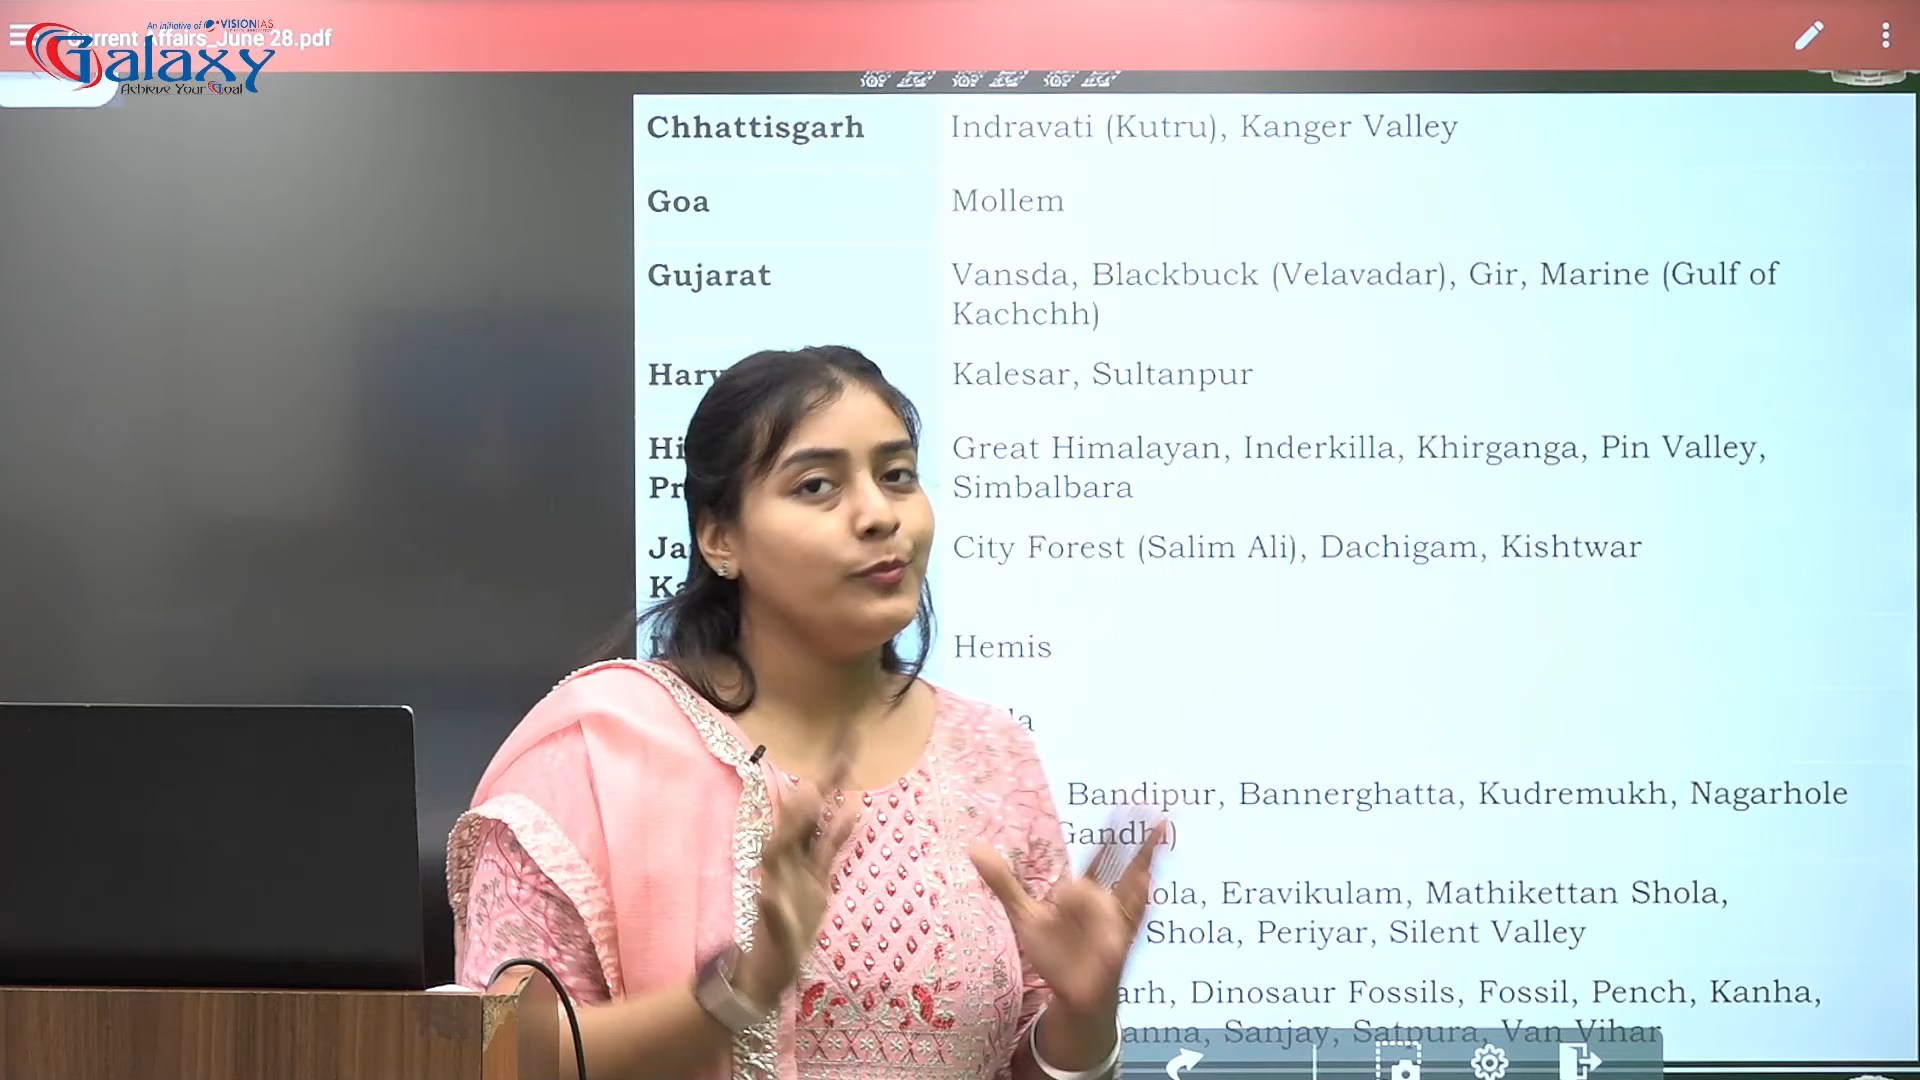 An initiative of VISIONIAS
Galaxy
Achieve Your Goal
Current Affairs_June 28.pdf
Chhattisgarh Indravati (Kutru), Kanger Valley
Goa Mollem
Gujarat Vansda, Blackbuck (Velavadar), Gir, Marine (Gulf of
Kachchh)
Kalesar, Sultanpur
Great Himalayan, Inderkilla, Khirganga, Pin Valley,
Simbalbara
City Forest (Salim Ali), Dachigam, Kishtwar
Hemis
Bandipur, Bannerghatta, Kudremukh, Nagarhole
Gandhi)
Eravikulam, Mathikettan Shola,
Shola, Periyar, Silent Valley
Dinosaur Fossils, Fossil, Pench, Kanha,
Sanjay, Satpura, Van Vihar